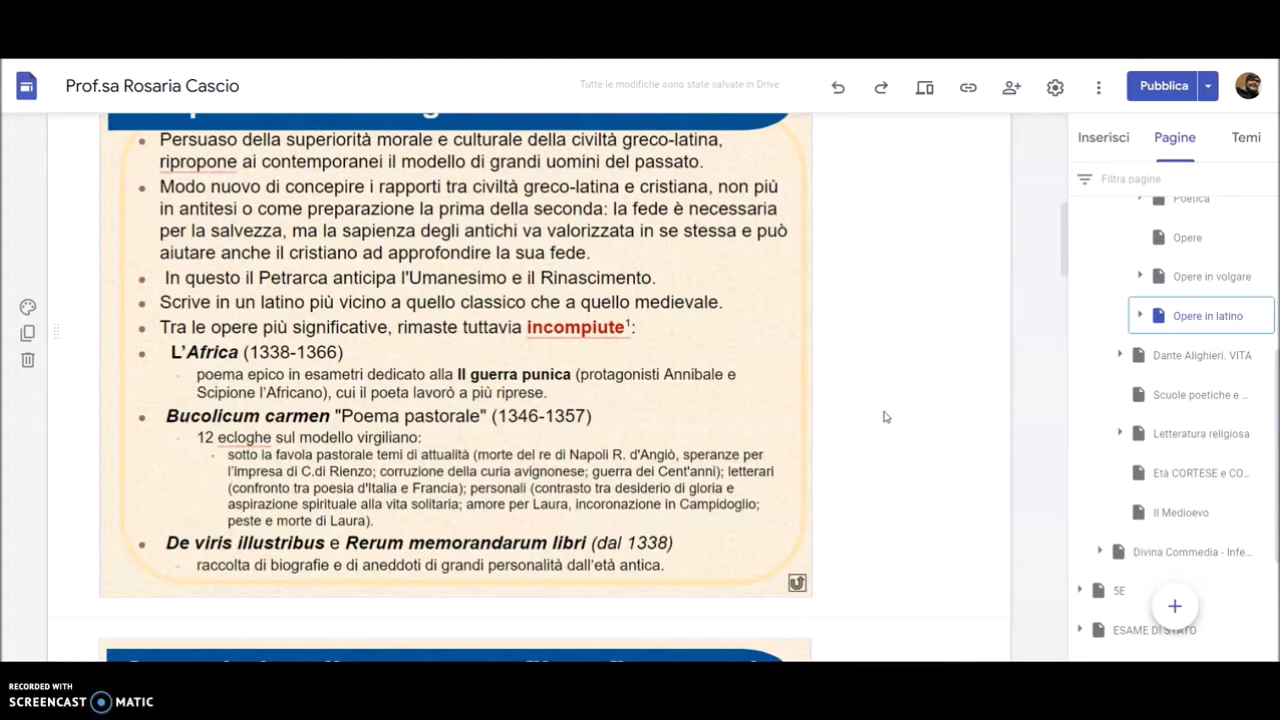 Prof.sa Rosaria Cascio
Tutte le modifiche sono state salvate in Drive
Pubblica
Persuaso della superiorità morale e culturale della civiltà greco-latina,
ripropone ai contemporanei il modello di grandi uomini del passato.
Modo nuovo di concepire i rapporti tra civiltà greco-latina e cristiana, non più
in antitesi o come preparazione la prima della seconda: la fede è necessaria
per la salvezza, ma la sapienza degli antichi va valorizzata in se stessa e può
aiutare anche il cristiano ad approfondire la sua fede.
In questo il Petrarca anticipa l'Umanesimo e il Rinascimento.
Scrive in un latino più vicino a quello classico che a quello medievale.
Tra le opere più significative, rimaste tuttavia incompiute¹:
L'Africa (1338-1366)
poema epico in esametri dedicato alla II guerra punica (protagonisti Annibale e
Scipione l'Africano), cui il poeta lavorò a più riprese.
Bucolicum carmen "Poema pastorale" (1346-1357)
12 ecloghe sul modello virgiliano:
sotto la favola pastorale temi di attualità (morte del re di Napoli R. d'Angiò, speranze per
l'impresa di C.di Rienzo; corruzione della curia avignonese; guerra dei Cent'anni); letterari
(confronto tra poesia d'Italia e Francia); personali (contrasto tra desiderio di gloria e
aspirazione spirituale alla vita solitaria; amore per Laura, incoronazione in Campidoglio;
peste e morte di Laura).
De viris illustribus e Rerum memorandarum libri (dal 1338)
raccolta di biografie e di aneddoti di grandi personalità dall'età antica.
Inserisci Pagine Temi
Filtra pagine
Poetica
Opere
Opere in volgare
Opere in latino
Dante Alighieri. VITA
Scuole poetiche e ...
Letteratura religiosa
Età CORTESE e CO...
Il Medioevo
Divina Commedia - Infe...
5E
ESAME DI STATO
RECORDED WITH
SCREENCAST MATIC